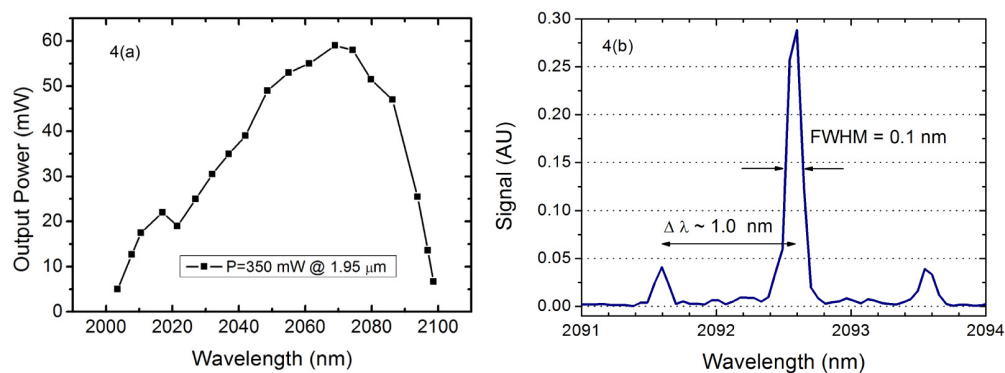 4(a)
60
50
40
30
20
10
0
Output Power (mW)
P=350 mW @ 1.95 μm
2000 2020 2040 2060 2080 2100
Wavelength (nm)
4(b)
0.30
0.25
0.20
0.15
0.10
0.05
0.00
Signal (AU)
FWHM = 0.1 nm
Δ λ ~ 1.0 nm
2091 2092 2093 2094
Wavelength (nm)